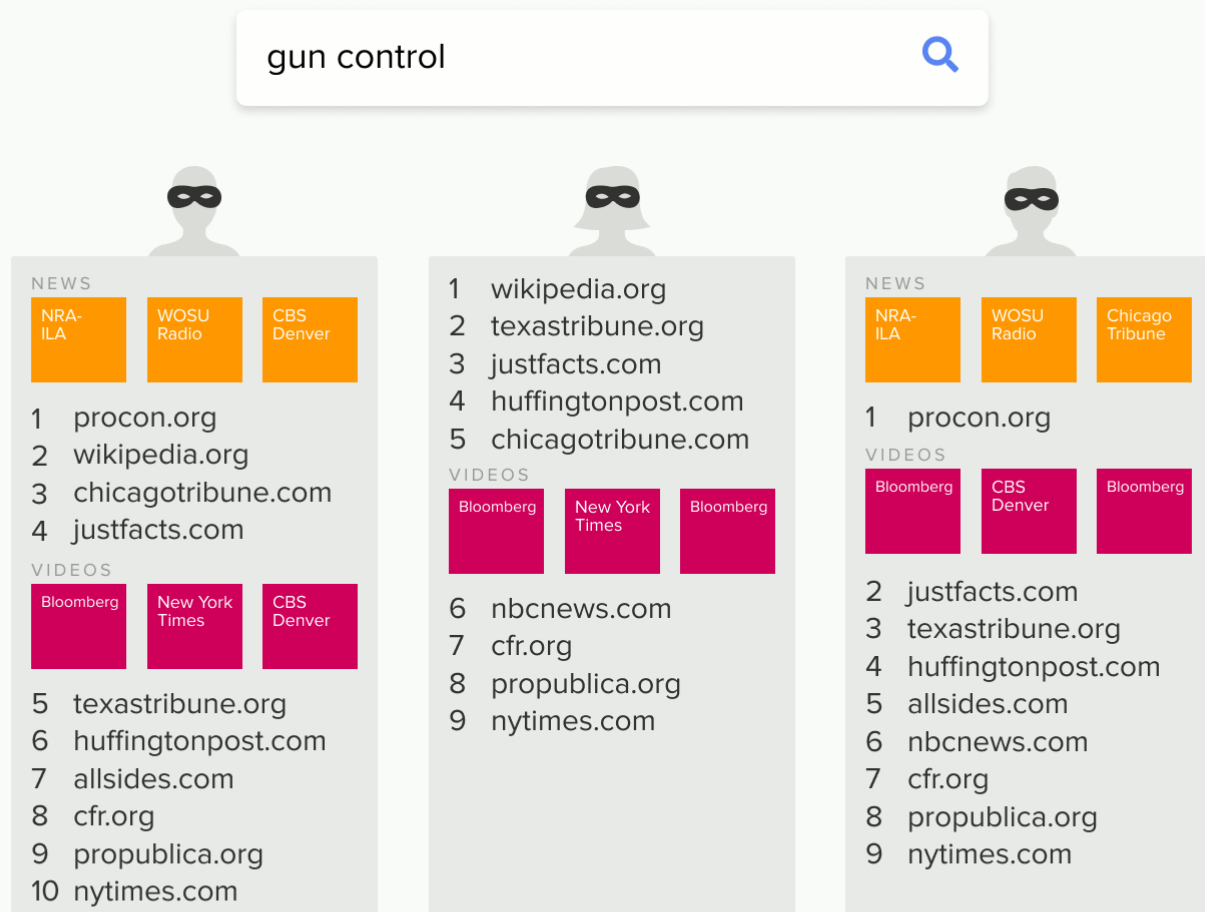 gun control
NEWS
NRA-
ILA
WOSU
Radio
CBS
Denver
1 procon.org
2 wikipedia.org
3 chicagotribune.com
4 justfacts.com
VIDEOS
Bloomberg
New York
Times
CBS
Denver
5 texastribune.org
6 huffingtonpost.com
7 allsides.com
8 cfr.org
9 propublica.org
10 nytimes.com
1 wikipedia.org
2 texastribune.org
3 justfacts.com
4 huffingtonpost.com
5 chicagotribune.com
VIDEOS
Bloomberg
New York
Times
Bloomberg
6 nbcnews.com
7 cfr.org
8 propublica.org
9 nytimes.com
NEWS
NRA-
ILA
WOSU
Radio
Chicago
Tribune
1 procon.org
VIDEOS
Bloomberg
CBS
Denver
Bloomberg
2 justfacts.com
3 texastribune.org
4 huffingtonpost.com
5 allsides.com
6 nbcnews.com
7 cfr.org
8 propublica.org
9 nytimes.com